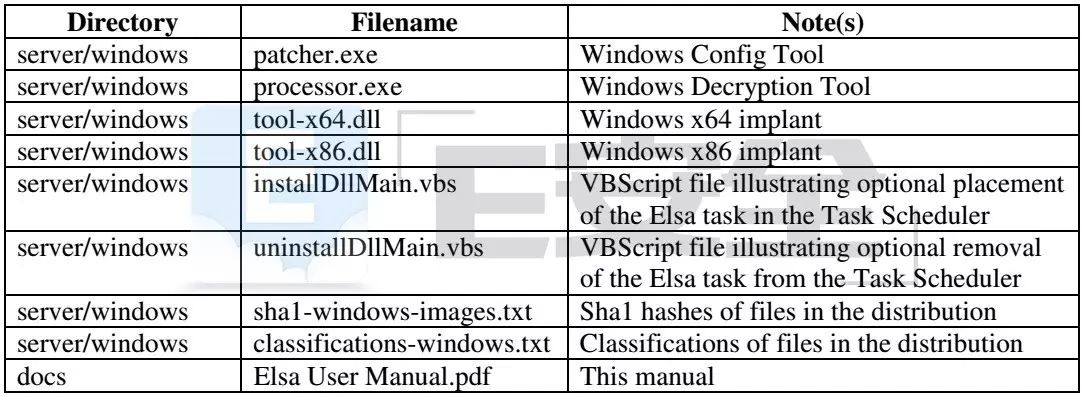 Directory Filename Note(s)
server/windows patcher.exe Windows Config Tool
server/windows processor.exe Windows Decryption Tool
server/windows tool-x64.dll Windows x64 implant
server/windows tool-x86.dll Windows x86 implant
server/windows installDllMain.vbs VBScript file illustrating optional placement
of the Elsa task in the Task Scheduler
server/windows uninstallDllMain.vbs VBScript file illustrating optional removal
of the Elsa task from the Task Scheduler
server/windows sha1-windows-images.txt Sha1 hashes of files in the distribution
server/windows classifications-windows.txt Classifications of files in the distribution
docs Elsa User Manual.pdf This manual
E安全